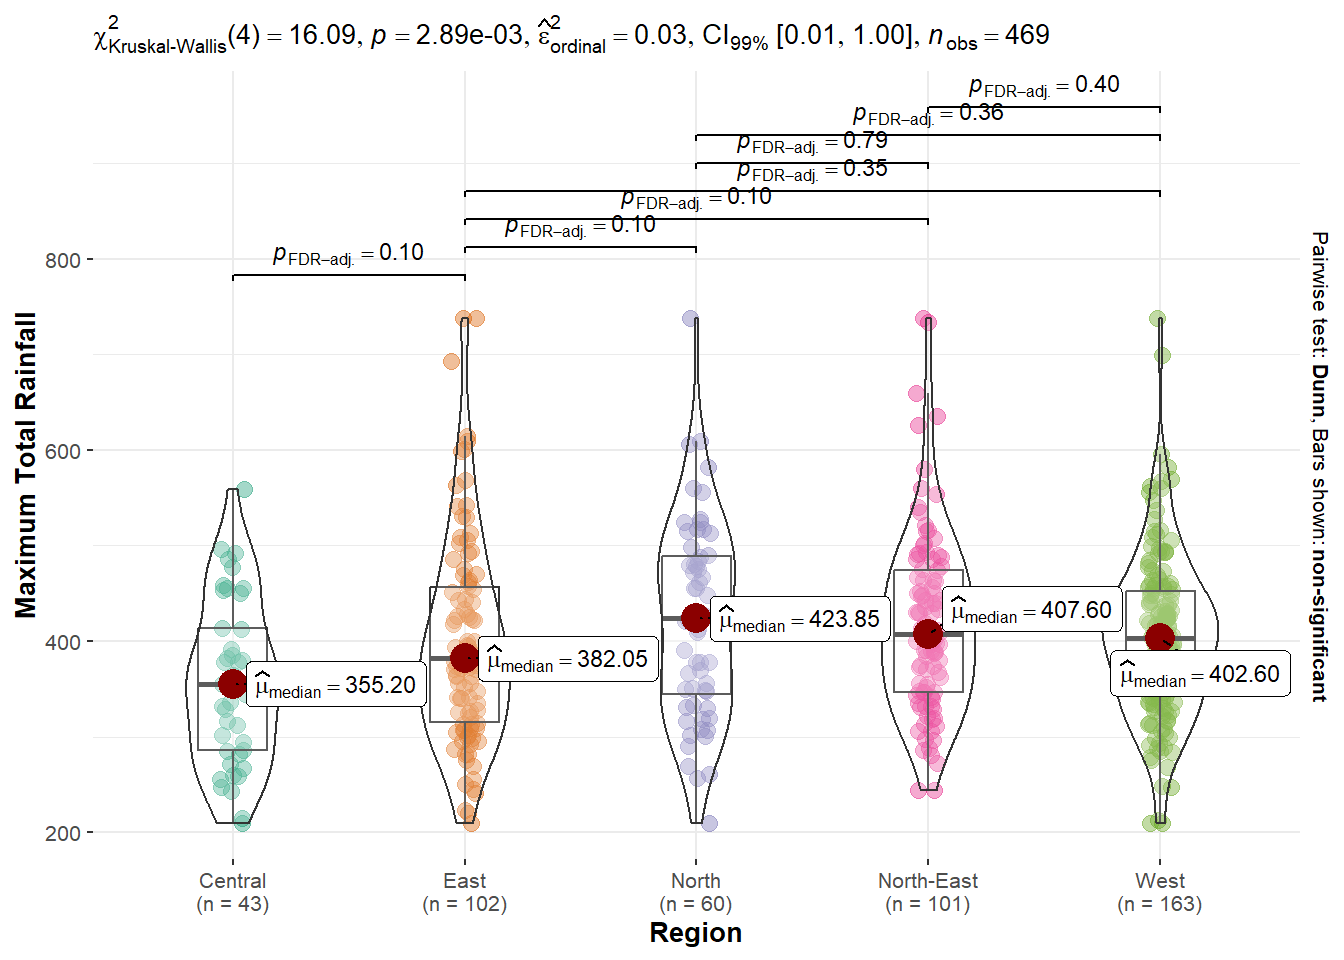 χ²Kruskal-Wallis(4) = 16.09, p = 2.89e-03, ε̂²ordinal = 0.03, CI99% [0.01, 1.00], nobs = 469
pFDR−adj. = 0.40
pFDR−adj. = 0.36
pFDR−adj. = 0.79
pFDR−adj. = 0.35
pFDR−adj. = 0.10
pFDR−adj. = 0.10
pFDR−adj. = 0.10
800
600
400
200
Maximum Total Rainfall
μ̂median = 355.20
μ̂median = 382.05
μ̂median = 423.85
μ̂median = 407.60
μ̂median = 402.60
Pairwise test: Dunn, Bars shown: non-significant
Central
(n = 43)
East
(n = 102)
North
(n = 60)
North-East
(n = 101)
West
(n = 163)
Region